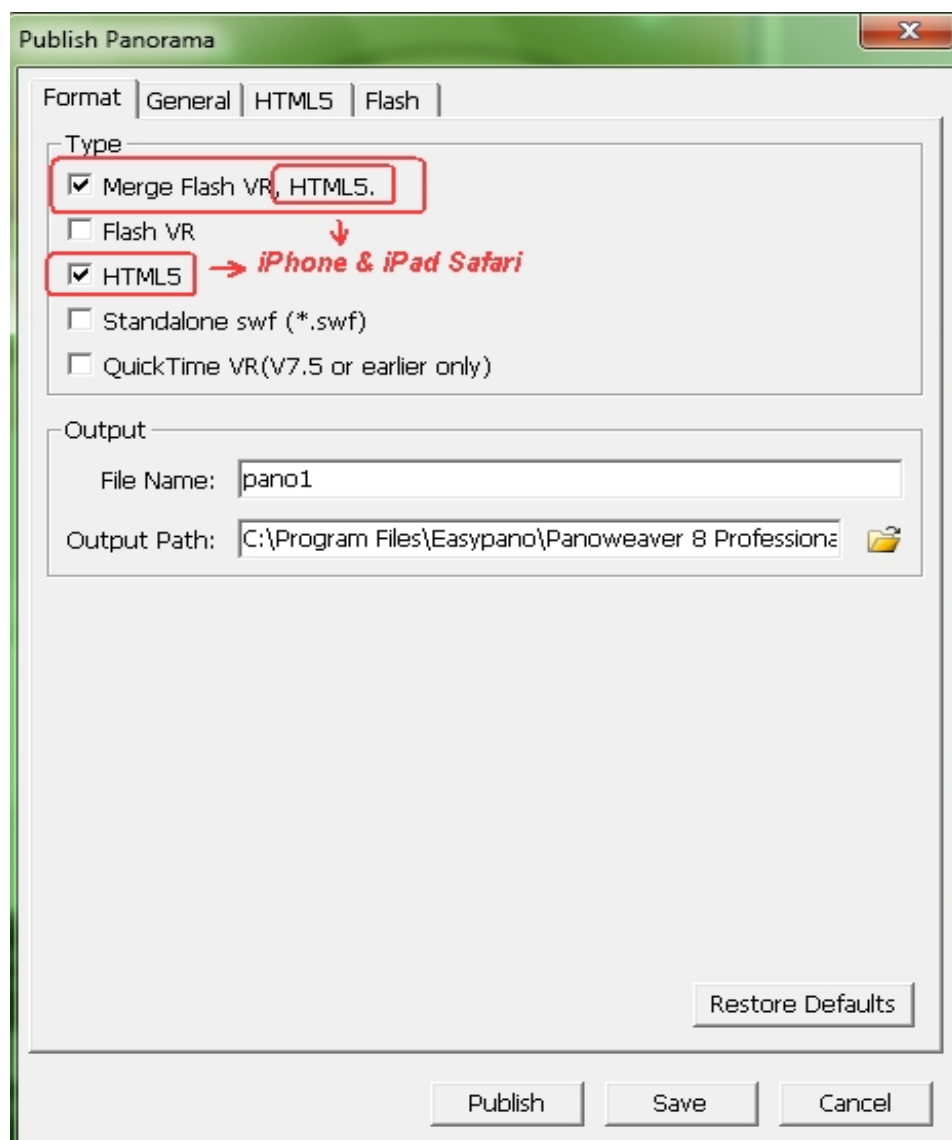 Publish Panorama
Format General HTML5 Flash
Type
Merge Flash VR, HTML5.
Flash VR
iPhone & iPad Safari
HTML5
Standalone swf (*.swf)
QuickTime VR(V7.5 or earlier only)
Output
File Name: pano1
Output Path: C:\Program Files\Easypano\Panoweaver 8 Professiona
Restore Defaults
Publish Save Cancel